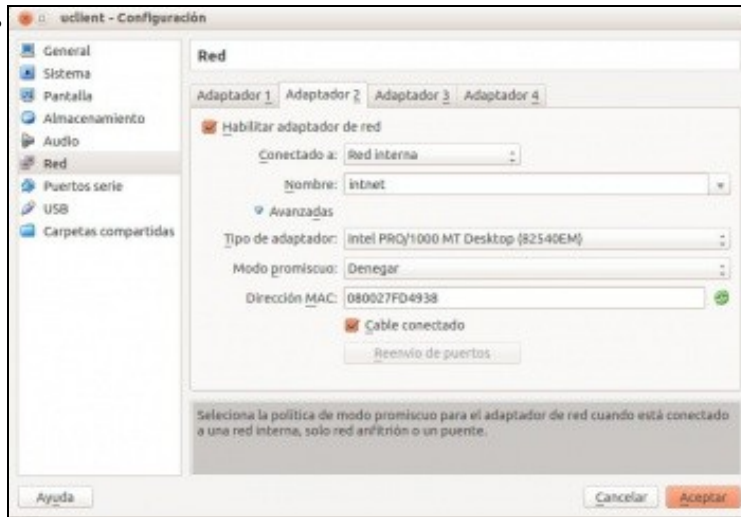 uclient - Configuración
General
Sistema
Pantalla
Almacenamiento
Audio
Red
Puertos serie
USB
Carpetas compartidas
Red
Adaptador 1 Adaptador 2 Adaptador 3 Adaptador 4
Habilitar adaptador de red
Conectado a: Red interna
Nombre: intnet
Avanzadas
Tipo de adaptador: Intel PRO/1000 MT Desktop (82540EM)
Modo promiscuo: Denegar
Dirección MAC: 080027FD4938
Cable conectado
Reenvío de puertos
Selecciona la política de modo promiscuo para el adaptador de red cuando está conectado
a una red interna, solo red anfitrión o un puente.
Ayuda Cancelar Aceptar